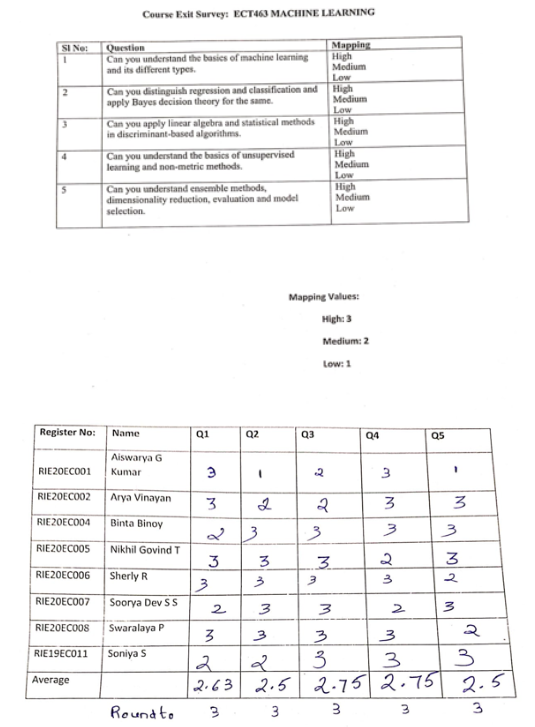 Course Exit Survey: ECT463 MACHINE LEARNING
Sl No: Question Mapping
1 Can you understand the basics of machine learning and its different types. High Medium Low
2 Can you distinguish regression and classification and apply Bayes decision theory for the same. High Medium Low
3 Can you apply linear algebra and statistical methods in discriminant-based algorithms. High Medium Low
4 Can you understand the basics of unsupervised learning and non-metric methods. High Medium Low
5 Can you understand ensemble methods, dimensionality reduction, evaluation and model selection. High Medium Low
Mapping Values:
High: 3
Medium: 2
Low: 1
Register No: Name Q1 Q2 Q3 Q4 Q5
RIE20EC001 Aiswarya G Kumar 3 1 2 3 1
RIE20EC002 Arya Vinayan 3 2 2 3 3
RIE20EC004 Binta Binoy 2 3 3 3 3
RIE20EC005 Nikhil Govind T 3 3 3 2 3
RIE20EC006 Sherly R 3 3 3 3 2
RIE20EC007 Soorya Dev S S 2 3 3 2 3
RIE20EC008 Swaralaya P 3 3 3 3 2
RIE19EC011 Soniya S 2 2 3 3 3
Average 2.63 2.5 2.75 2.75 2.5
Round to 3 3 3 3 3